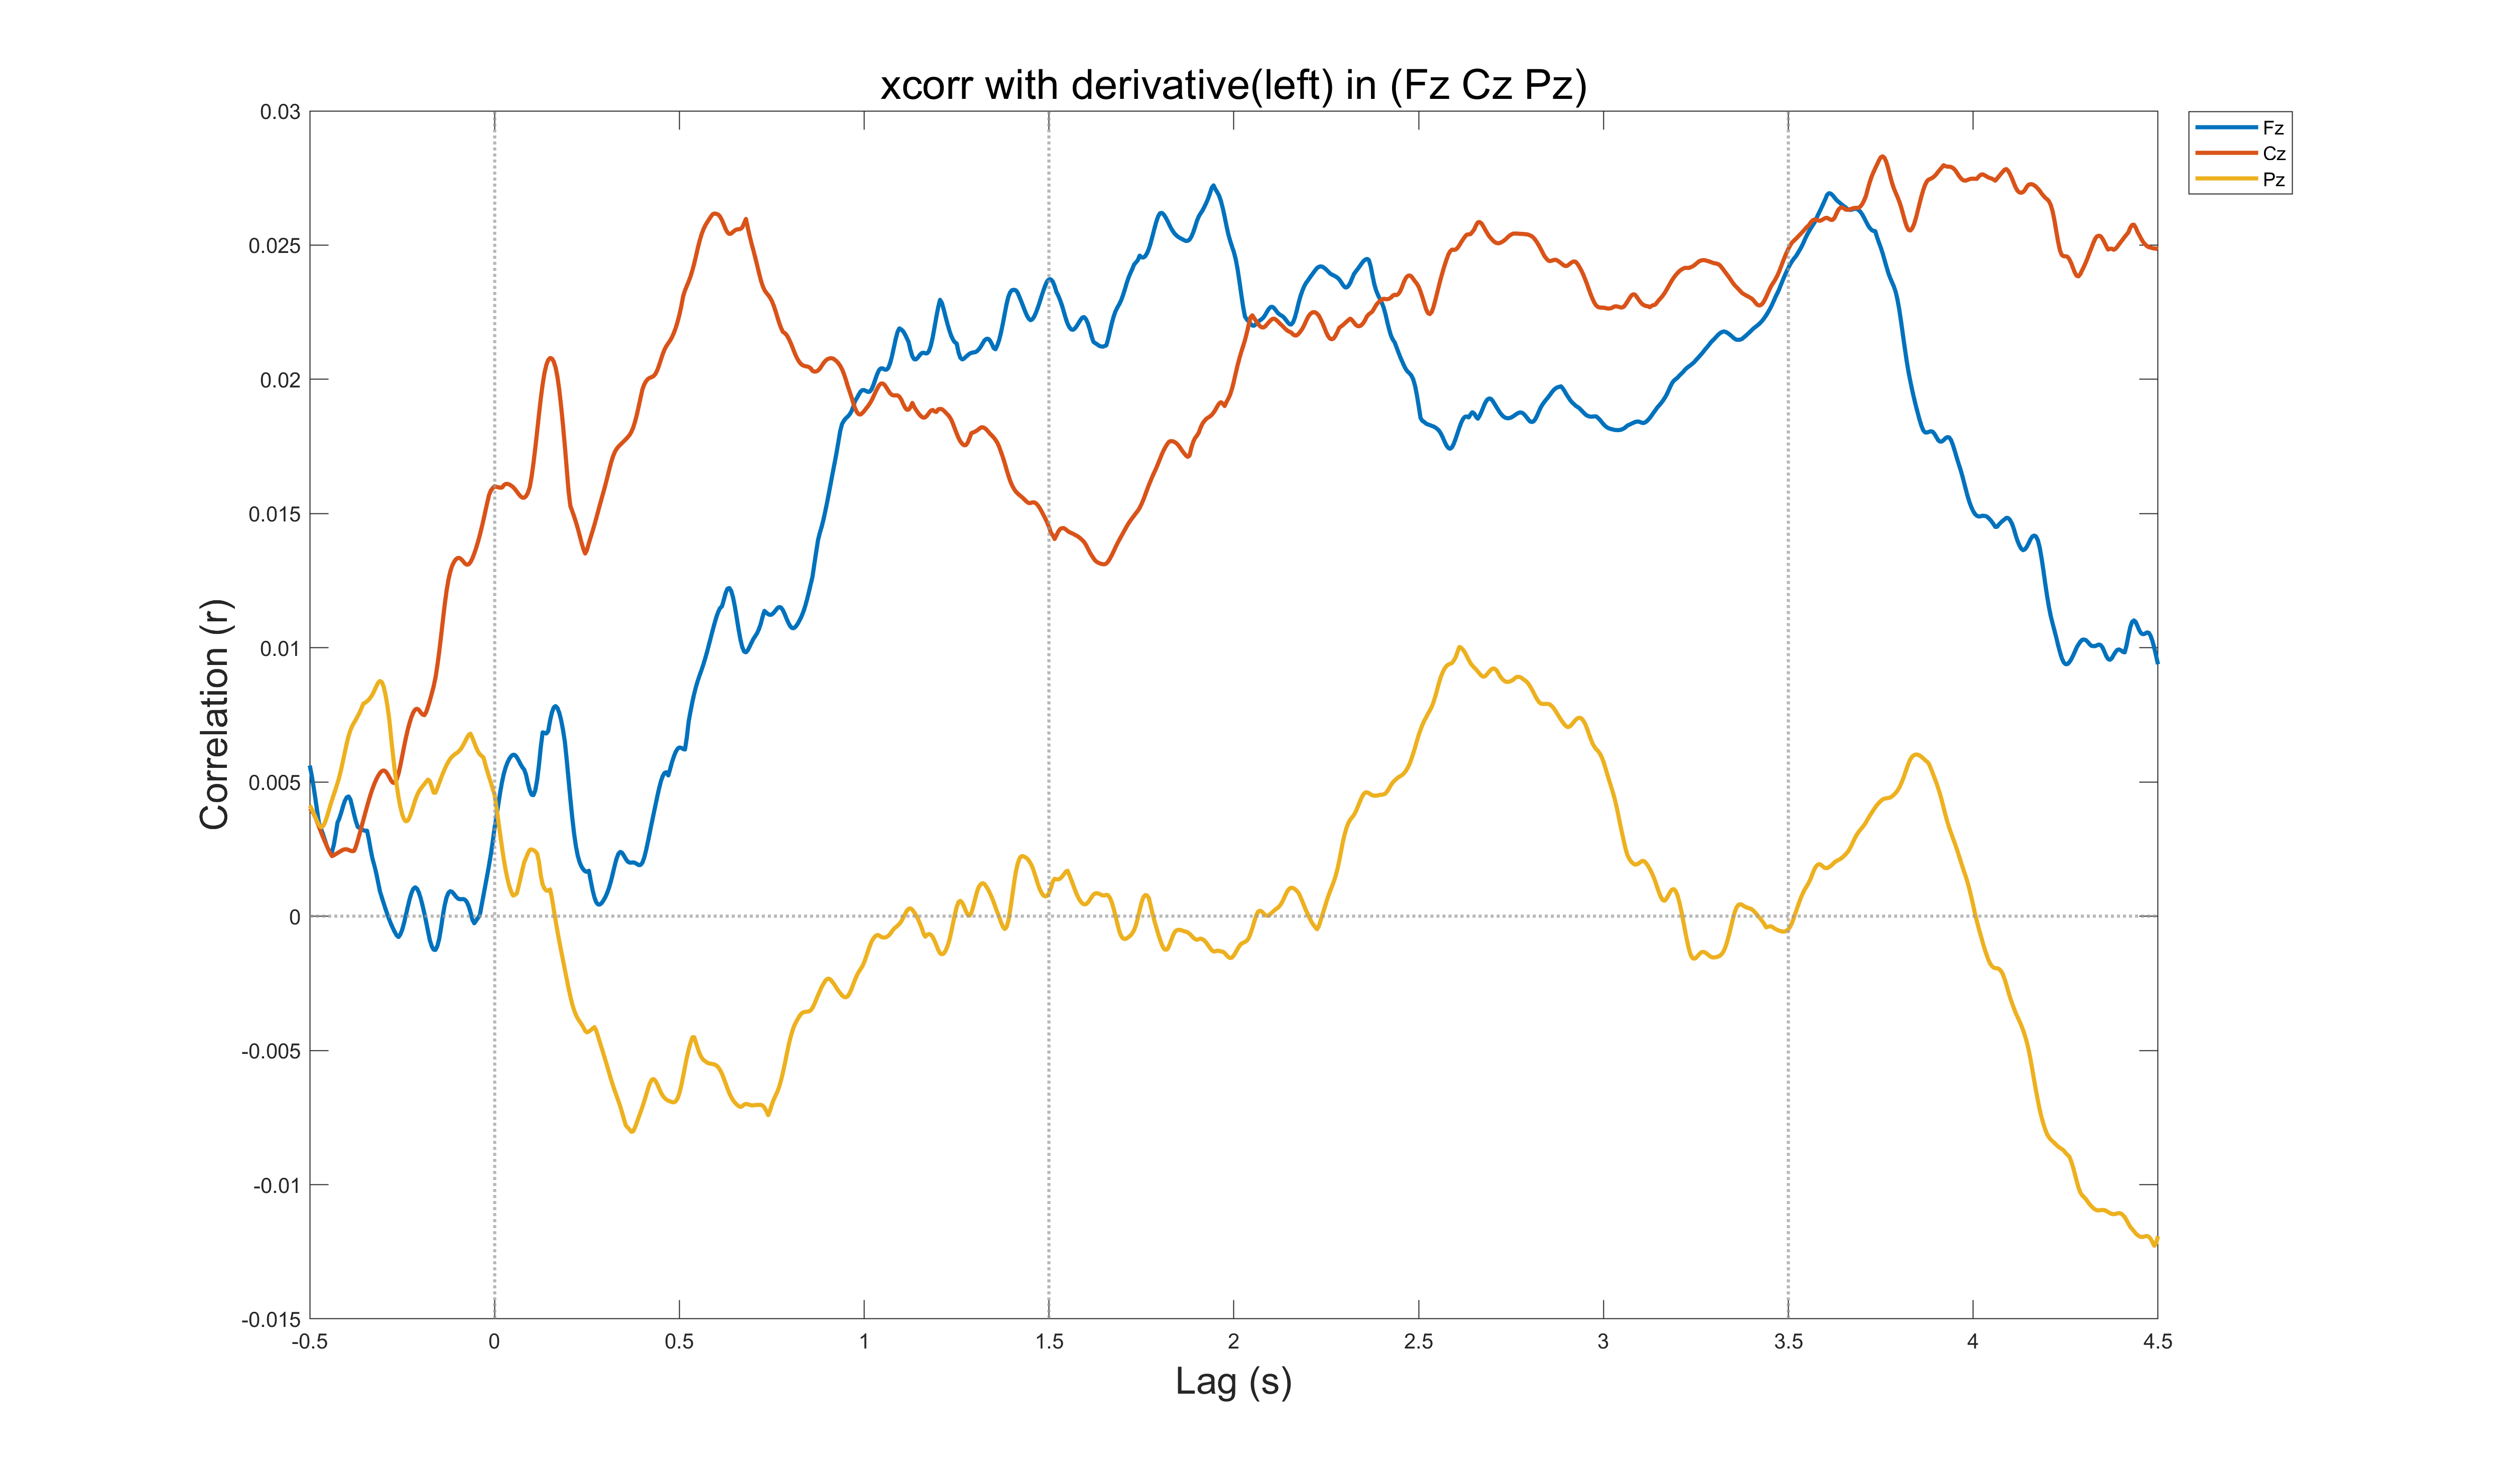 xcorr with derivative(left) in (Fz Cz Pz)
Fz
Cz
Pz
Correlation (r)
0.03
0.025
0.02
0.015
0.01
0.005
0
-0.005
-0.01
-0.015
-0.5 0 0.5 1 1.5 2 2.5 3 3.5 4 4.5
Lag (s)